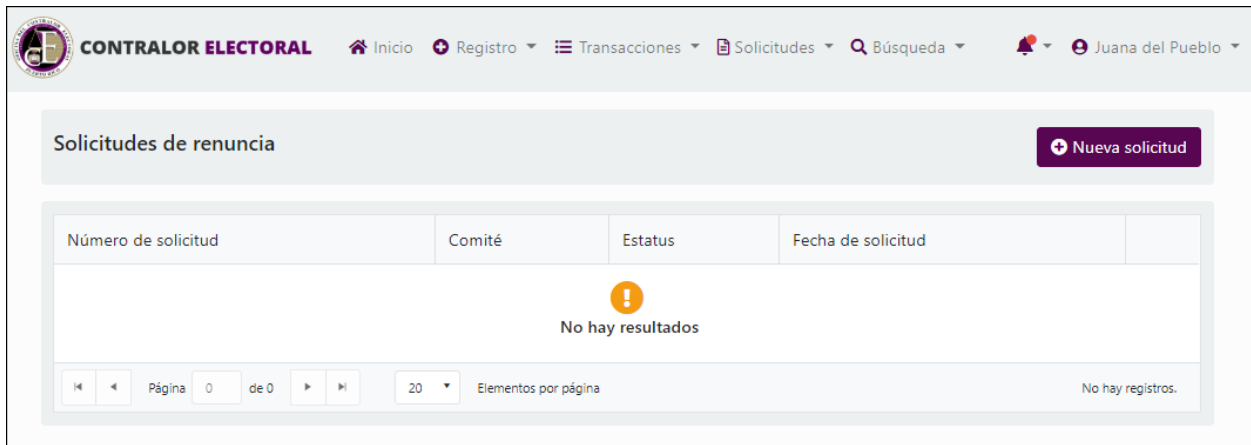 CONTRALOR ELECTORAL Inicio Registro Transacciones Solicitudes Búsqueda Juana del Pueblo
Solicitudes de renuncia Nueva solicitud
Número de solicitud Comité Estatus Fecha de solicitud
No hay resultados
Página 0 de 0 20 Elementos por página No hay registros.